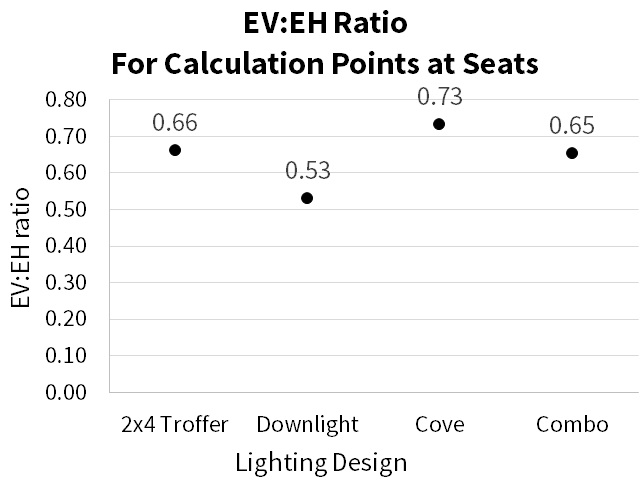 EV:EH Ratio
For Calculation Points at Seats
0.80
0.70
0.60
0.50
0.40
0.30
0.20
0.10
0.00
EV:EH ratio
0.66
0.53
0.73
0.65
2x4 Troffer
Downlight
Cove
Combo
Lighting Design